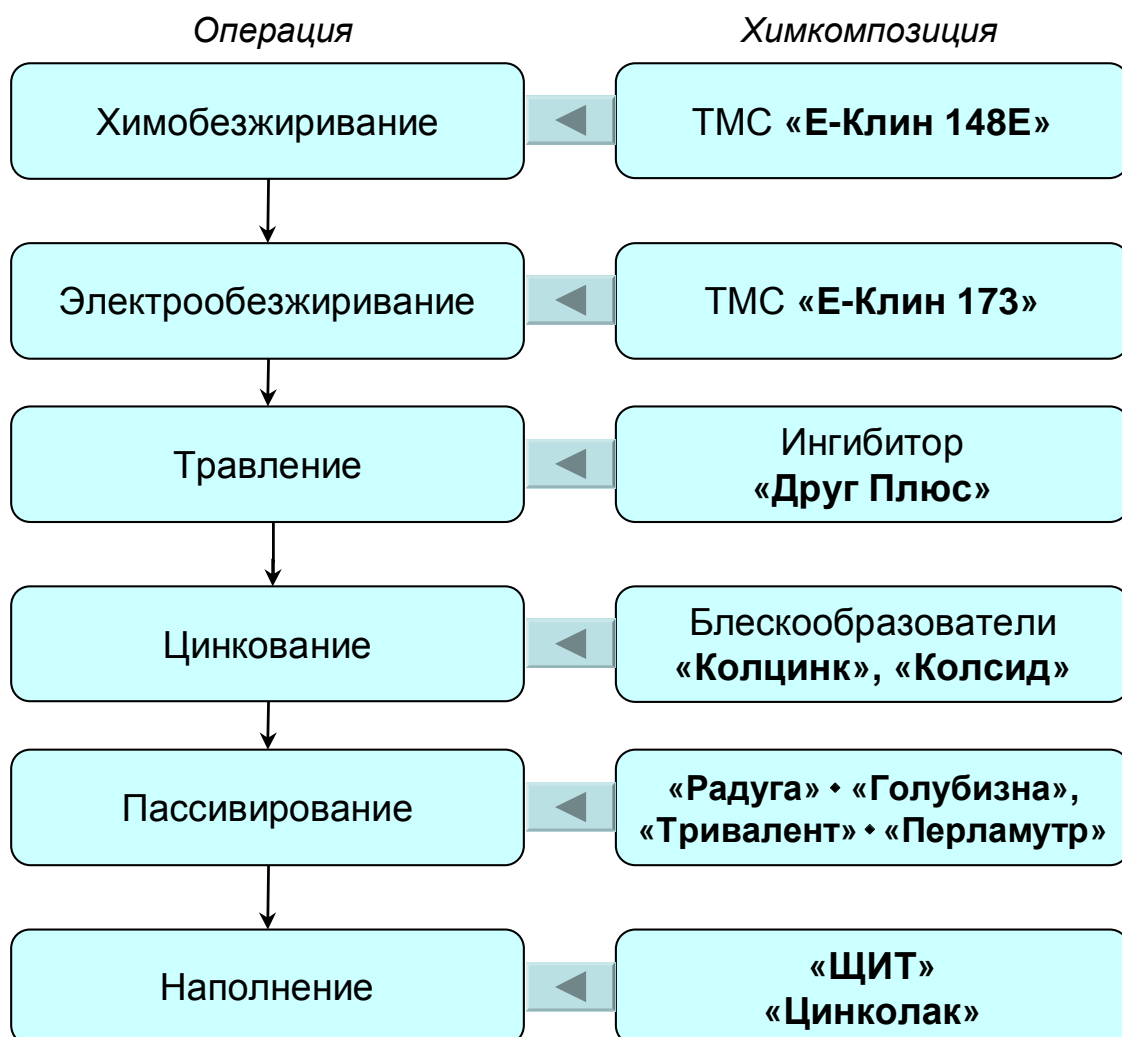 Операция
Химкомпозиция
Химобезжиривание
ТМС «Е-Клин 148Е»
Электрообезжиривание
ТМС «Е-Клин 173»
Травление
Ингибитор
«Друг Плюс»
Цинкование
Блескообразователи
«Колцинк», «Колсид»
Пассивирование
«Радуга» • «Голубизна»,
«Тривалент» • «Перламутр»
Наполнение
«ЩИТ»
«Цинколак»